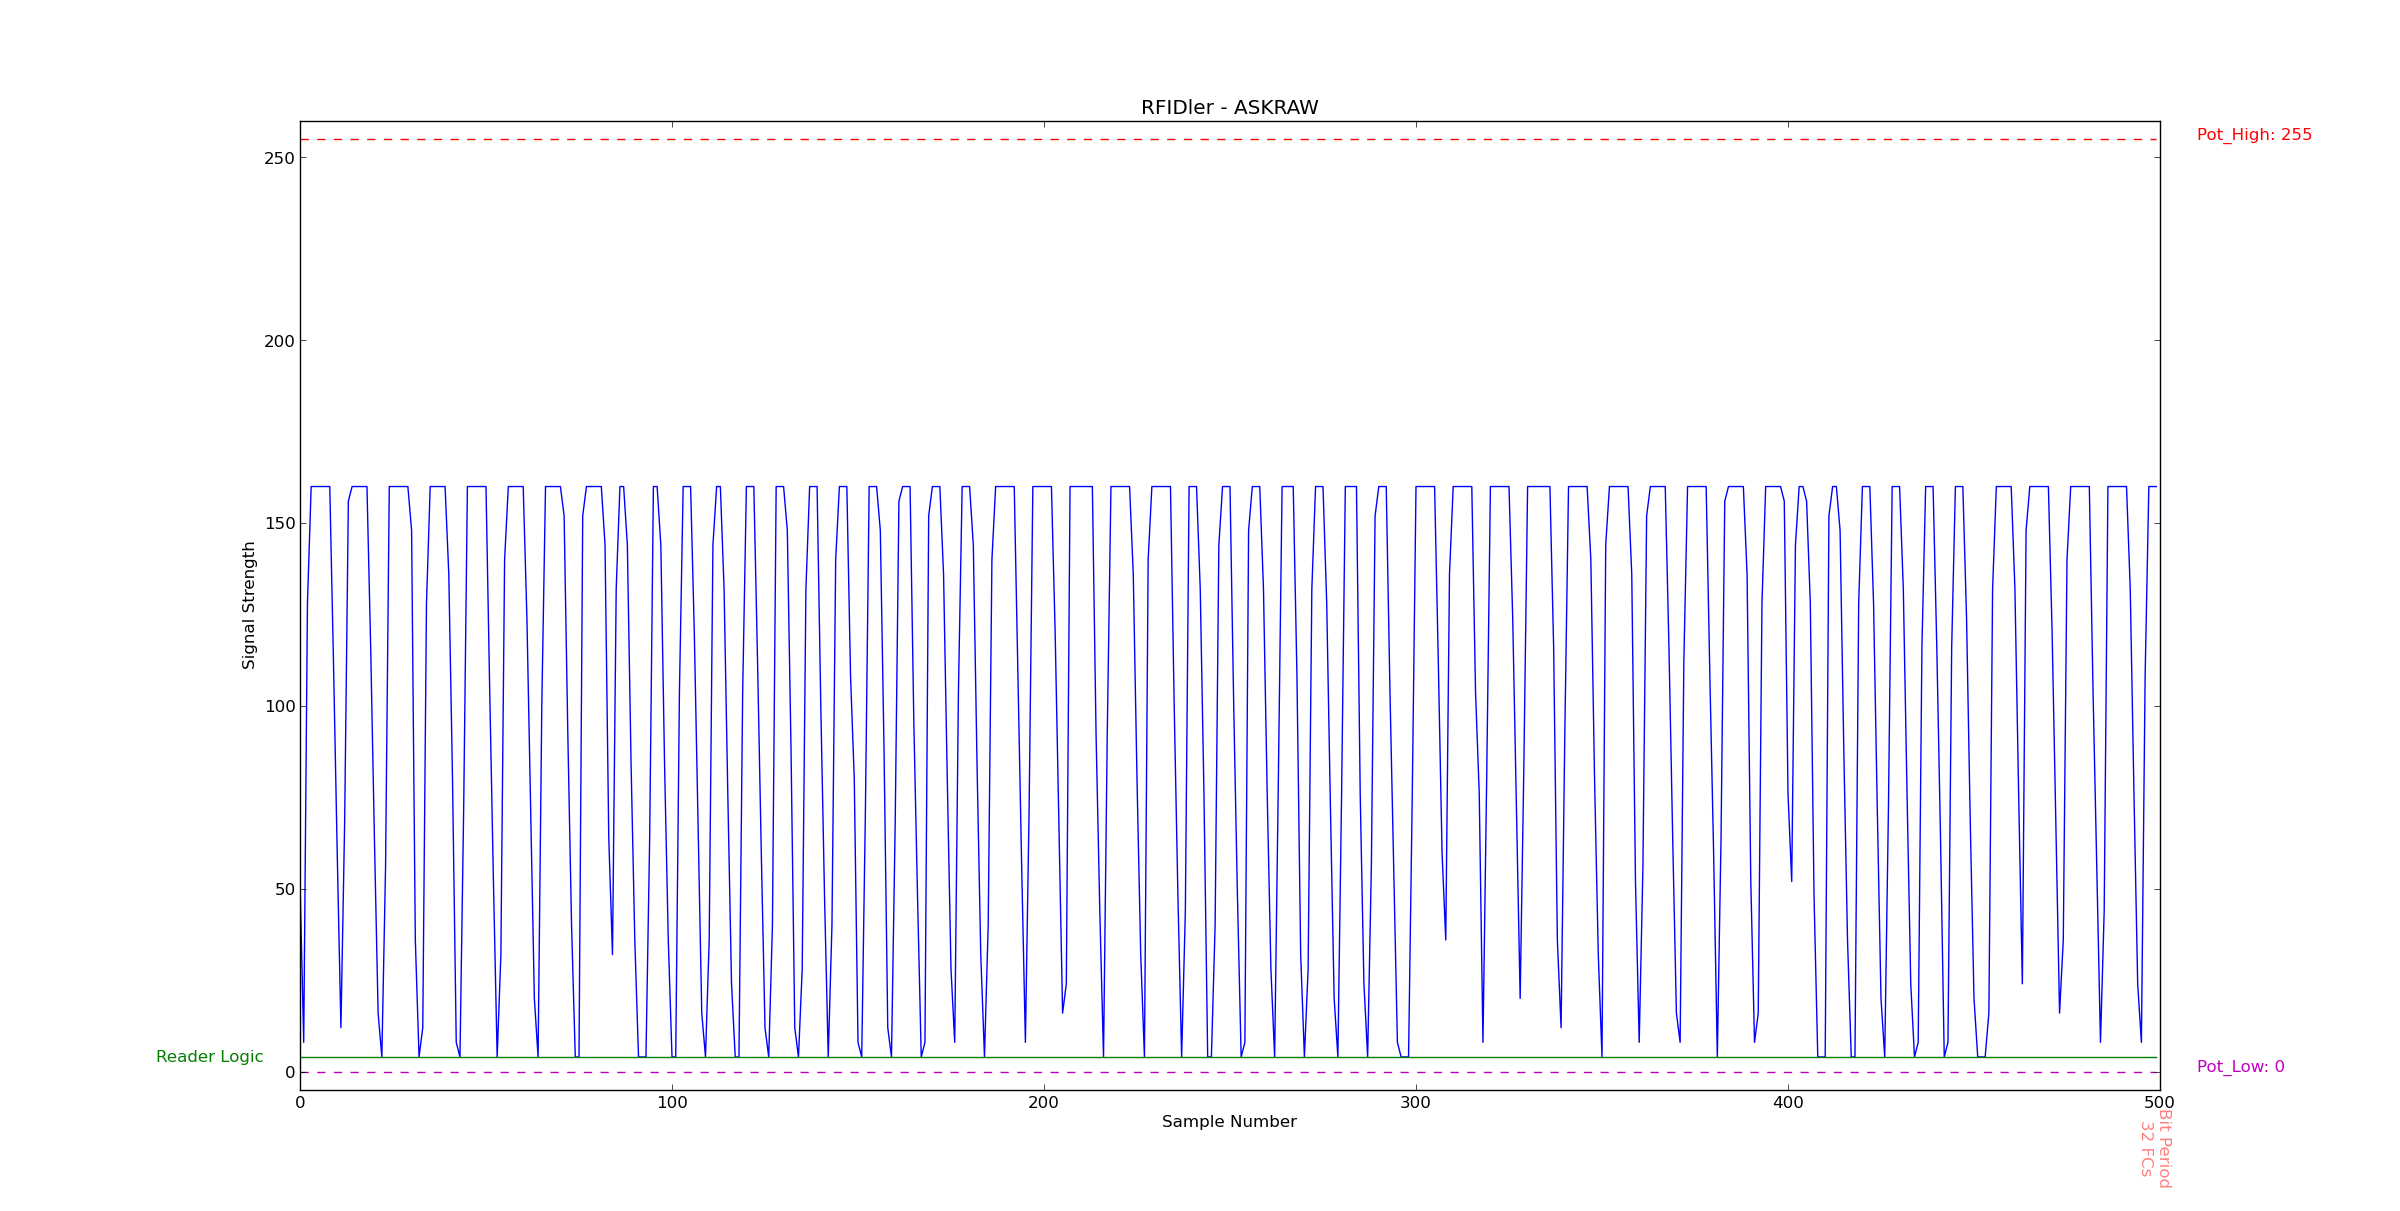 RFIDler - ASKRAW
Pot_High: 255
250
200
150
100
50
0
Signal Strength
Reader Logic
Pot_Low: 0
0 100 200 300 400 500
Sample Number
Bit Period
32 FCs